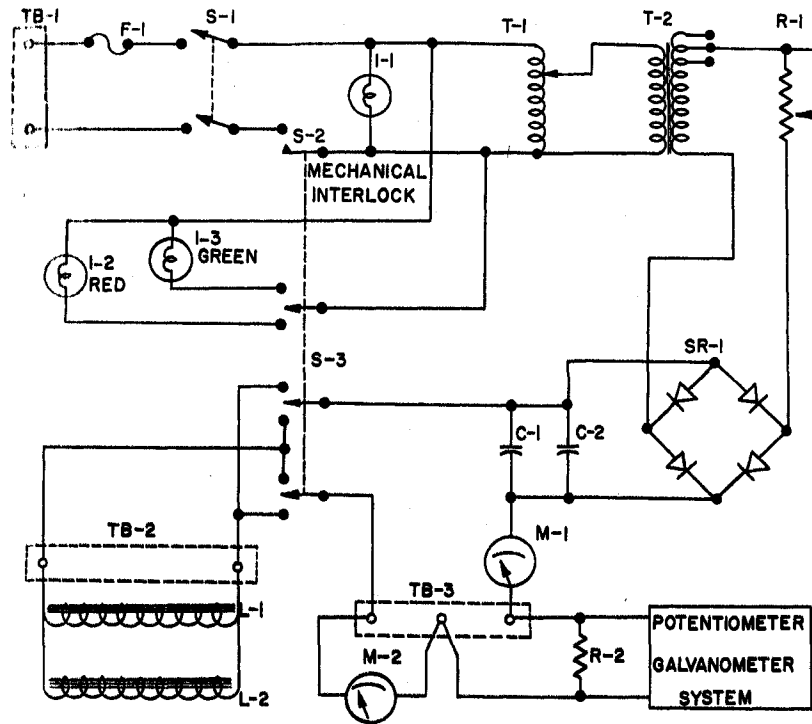 TB-1
F-1
S-1
T-1
T-2
R-1
I-1
S-2
MECHANICAL
INTERLOCK
I-3
GREEN
I-2
RED
S-3
SR-1
C-1
C-2
TB-2
M-1
L-1
TB-3
POTENTIOMETER
M-2
R-2
GALVANOMETER
L-2
SYSTEM